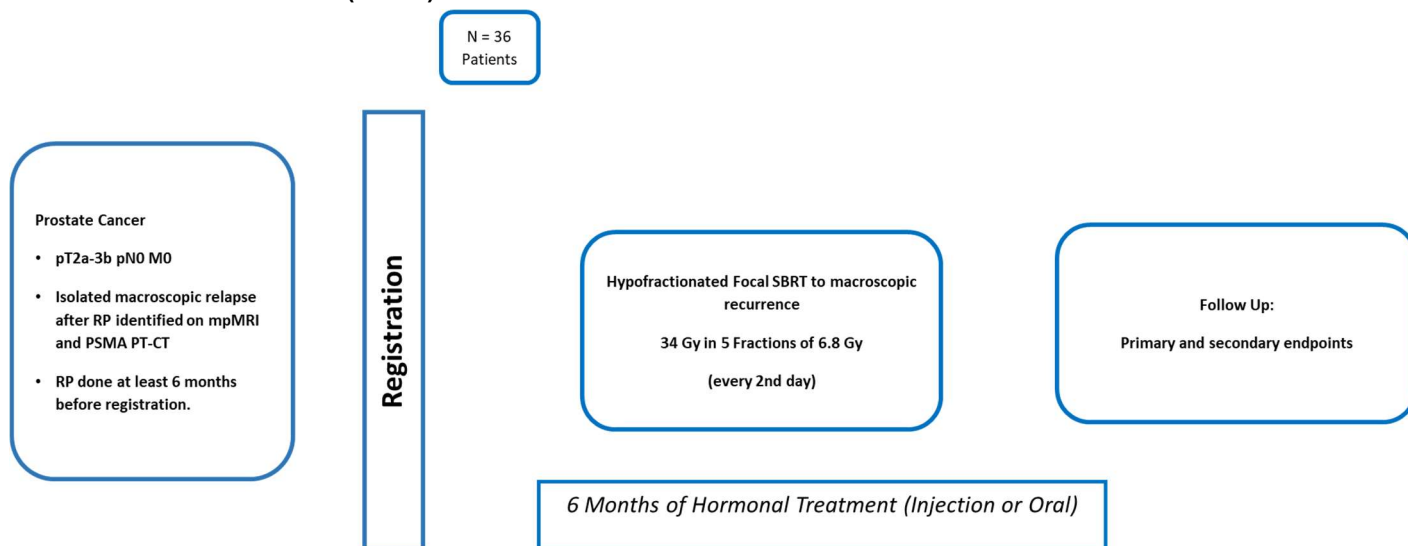 N = 36
Patients
Prostate Cancer
• pT2a-3b pN0 M0
• Isolated macroscopic relapse
after RP identified on mpMRI
and PSMA PT-CT
• RP done at least 6 months
before registration.
Registration
Hypofractionated Focal SBRT to macroscopic
recurrence
34 Gy in 5 Fractions of 6.8 Gy
(every 2nd day)
Follow Up:
Primary and secondary endpoints
6 Months of Hormonal Treatment (Injection or Oral)